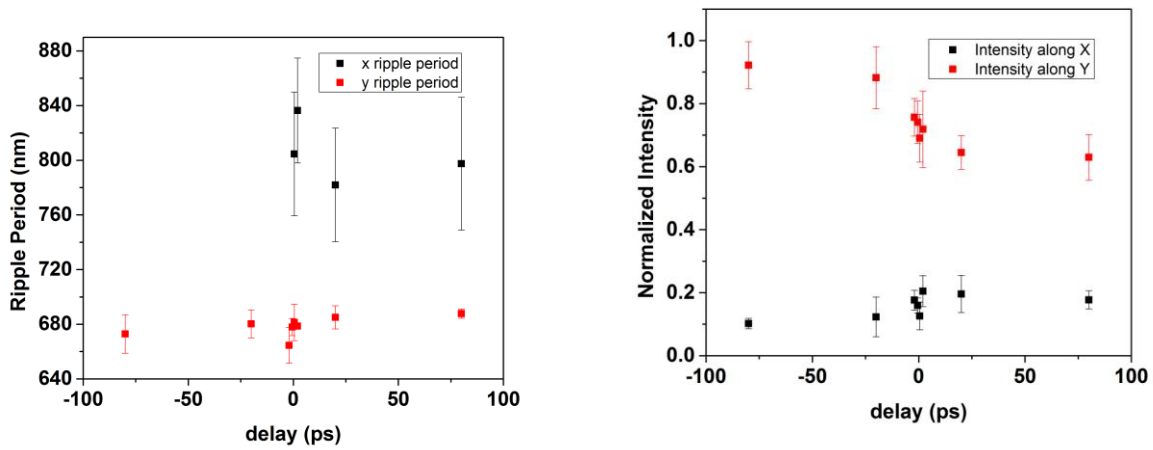 880
840
800
760
720
680
640
Ripple Period (nm)
x ripple period
y ripple period
-100
-50
0
50
100
delay (ps)
1.0
0.8
0.6
0.4
0.2
0.0
Normalized Intensity
Intensity along X
Intensity along Y
-100
-50
0
50
100
delay (ps)